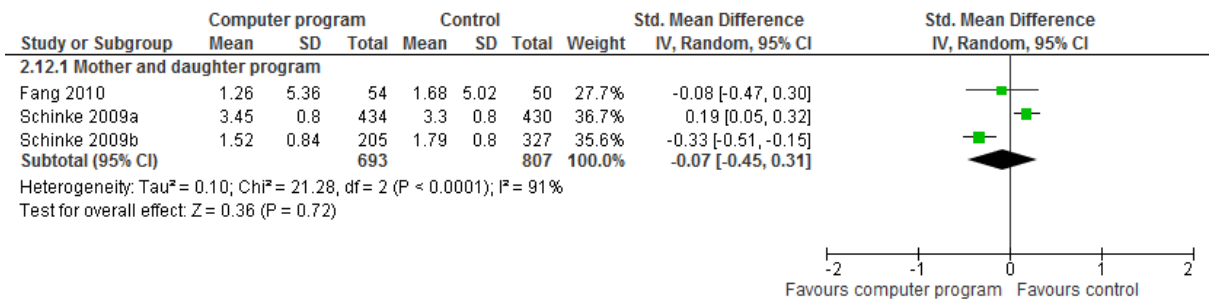 Computer program Control Std. Mean Difference Std. Mean Difference
Study or Subgroup Mean SD Total Mean SD Total Weight IV, Random, 95% CI IV, Random, 95% CI
2.12.1 Mother and daughter program
Fang 2010 1.26 5.36 54 1.68 5.02 50 27.7% -0.08 [-0.47, 0.30]
Schinke 2009a 3.45 0.8 434 3.3 0.8 430 36.7% 0.19 [0.05, 0.32]
Schinke 2009b 1.52 0.84 205 1.79 0.8 327 35.6% -0.33 [-0.51, -0.15]
Subtotal (95% CI) 693 807 100.0% -0.07 [-0.45, 0.31]
Heterogeneity: Tau² = 0.10; Chi² = 21.28, df = 2 (P < 0.0001); I² = 91%
Test for overall effect: Z = 0.36 (P = 0.72)
-2 -1 0 1 2
Favours computer program Favours control